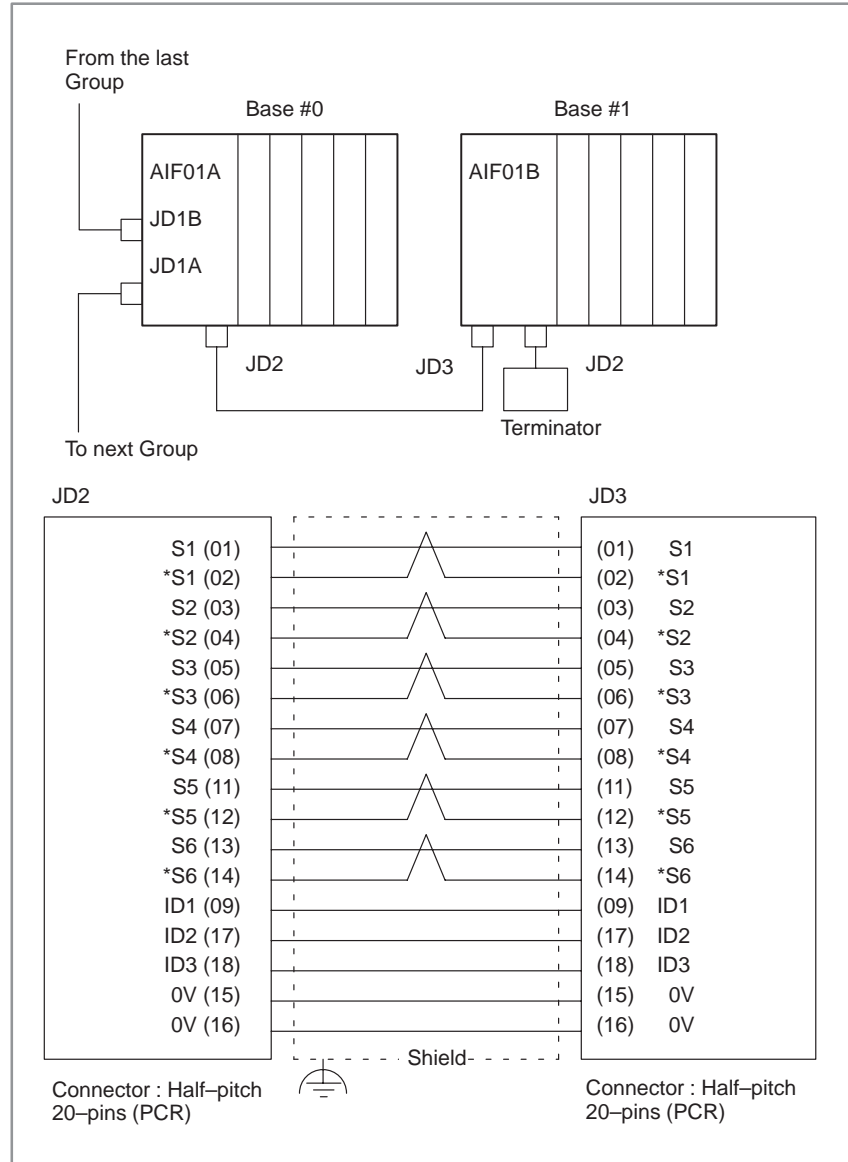 From the last
Group
Base #0
Base #1
AIF01A
AIF01B
JD1B
JD1A
JD2
JD3
JD2
Terminator
To next Group
JD2
JD3
S1 (01)
(01) S1
*S1 (02)
(02) *S1
S2 (03)
(03) S2
*S2 (04)
(04) *S2
S3 (05)
(05) S3
*S3 (06)
(06) *S3
S4 (07)
(07) S4
*S4 (08)
(08) *S4
S5 (11)
(11) S5
*S5 (12)
(12) *S5
S6 (13)
(13) S6
*S6 (14)
(14) *S6
ID1 (09)
(09) ID1
ID2 (17)
(17) ID2
ID3 (18)
(18) ID3
0V (15)
(15) 0V
0V (16)
(16) 0V
Shield
Connector : Half–pitch
20–pins (PCR)
Connector : Half–pitch
20–pins (PCR)